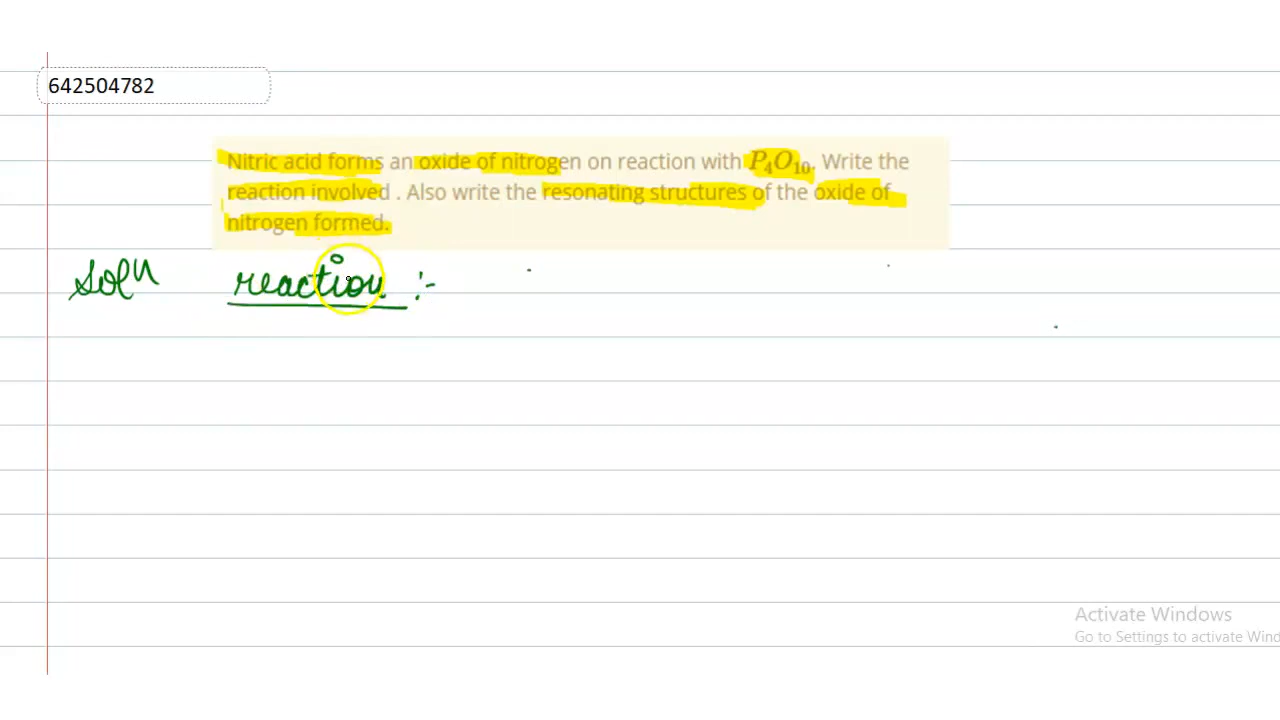 642504782
Nitric acid forms an oxide of nitrogen on reaction with P₄O₁₀. Write the
reaction involved . Also write the resonating structures of the oxide of
nitrogen formed.
Solⁿ reaction :-
Activate Windows
Go to Settings to activate Wind